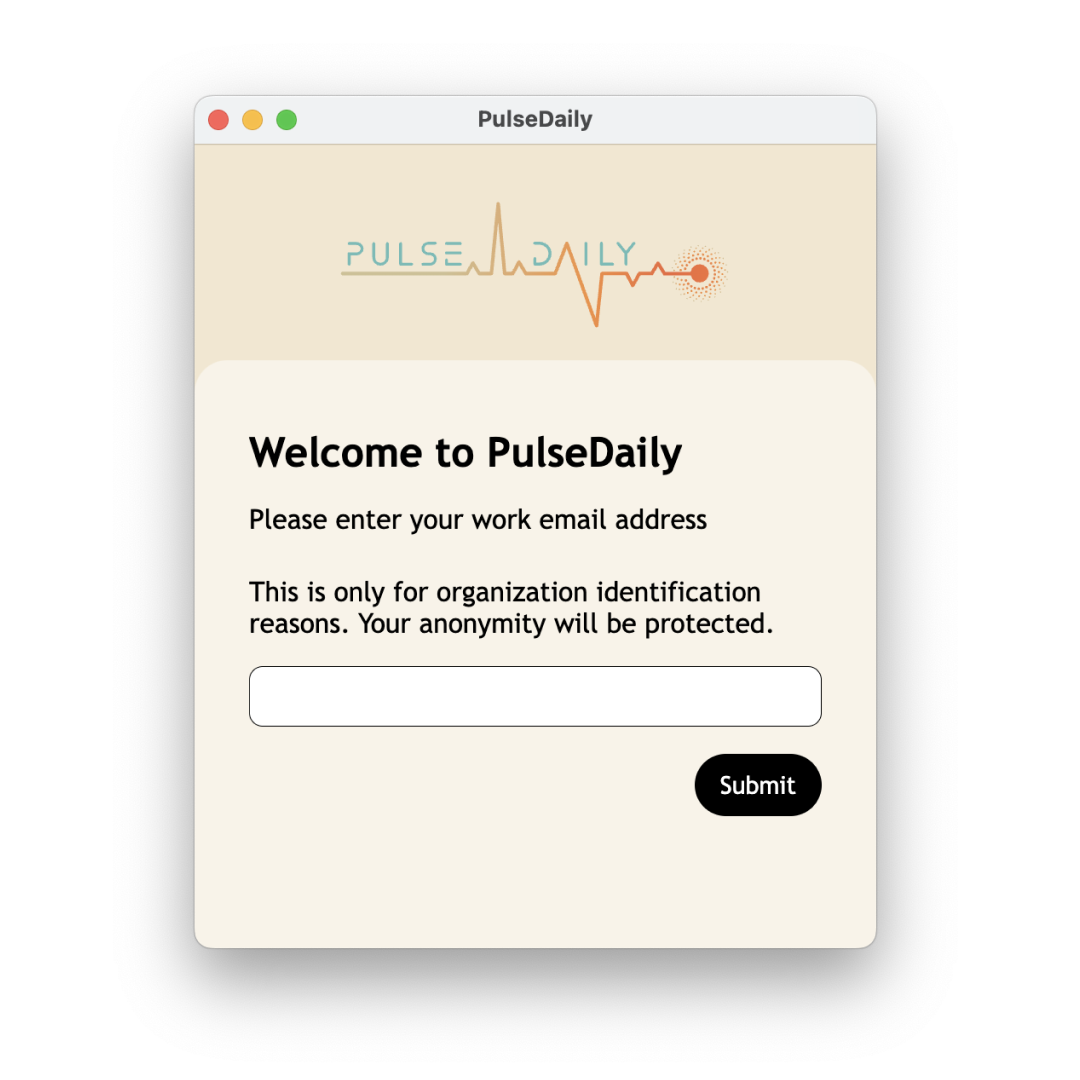 PulseDaily
PULSE DAILY
Welcome to PulseDaily
Please enter your work email address
This is only for organization identification
reasons. Your anonymity will be protected.
Submit